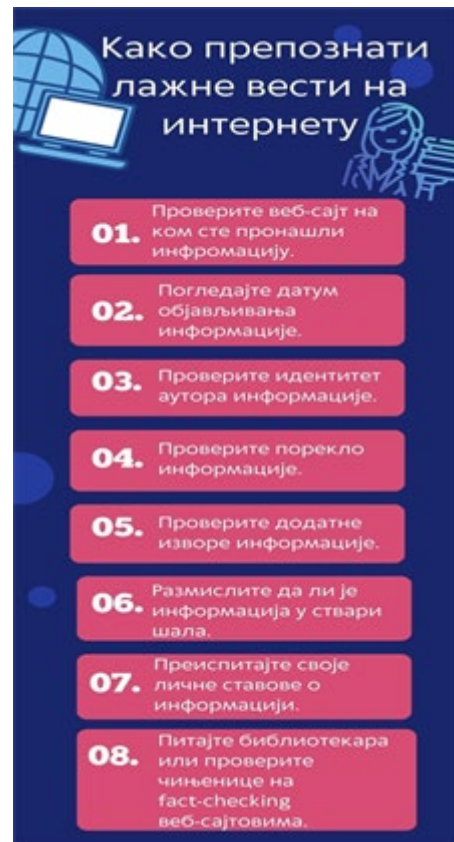 Како препознати
лажне вести на
интернету
01. Проверите веб-сајт на
ком сте пронашли
инфромацију.
02. Погледајте датум
објављивања
информације.
03. Проверите идентитет
аутора информације.
04. Проверите порекло
информације.
05. Проверите додатне
изворе информације.
06. Размислите да ли је
информација у ствари
шала.
07. Преиспитајте своје
личне ставове о
информацији.
08. Питајте библиотекара
или проверите
чињенице на
fact-checking
веб-сајтовима.